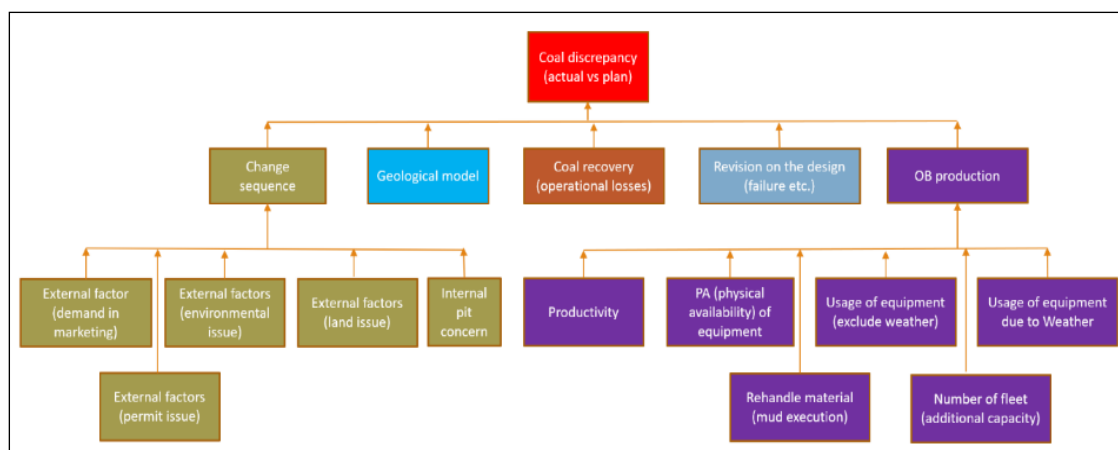 Coal discrepancy
(actual vs plan)
Change
sequence
Geological model
Coal recovery
(operational losses)
Revision on the design
(failure etc.)
OB production
External factor
(demand in
marketing)
External factors
(environmental
issue)
External factors
(land issue)
Internal
pit
concern
Productivity
PA (physical
availability) of
equipment
Usage of equipment
(exclude weather)
Usage of equipment
due to Weather
External factors
(permit issue)
Rehandle material
(mud execution)
Number of fleet
(additional capacity)